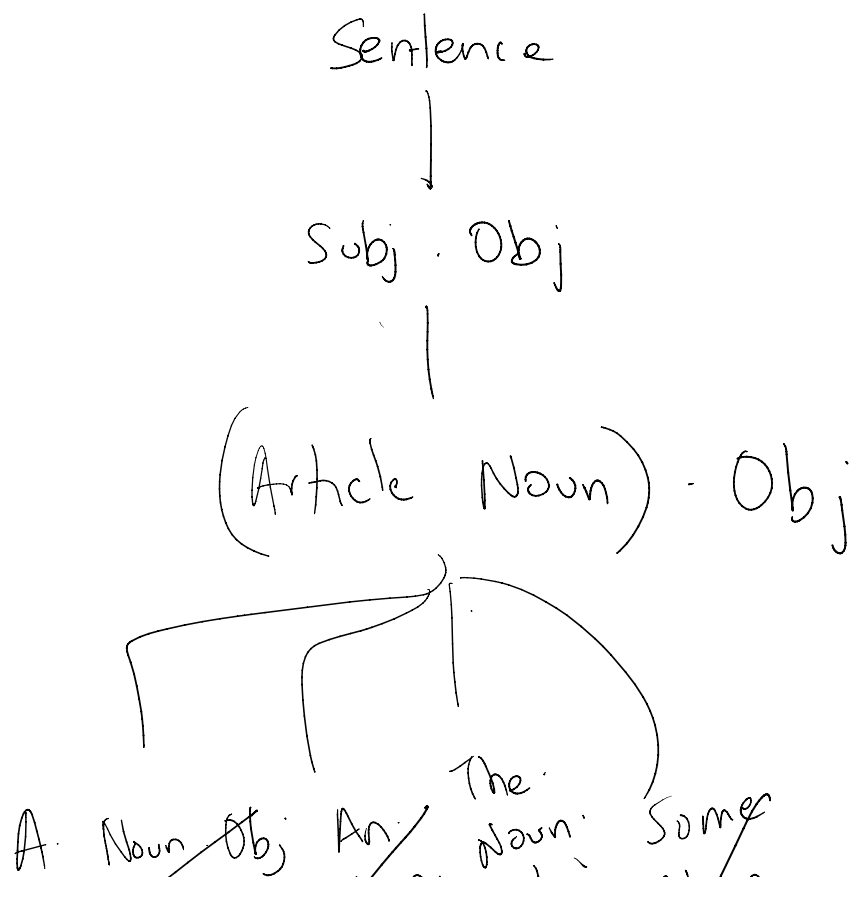 Sentence
Subj . Obj
(Article Noun) . Obj
A. Noun . Obj An. The. Some
Noun.